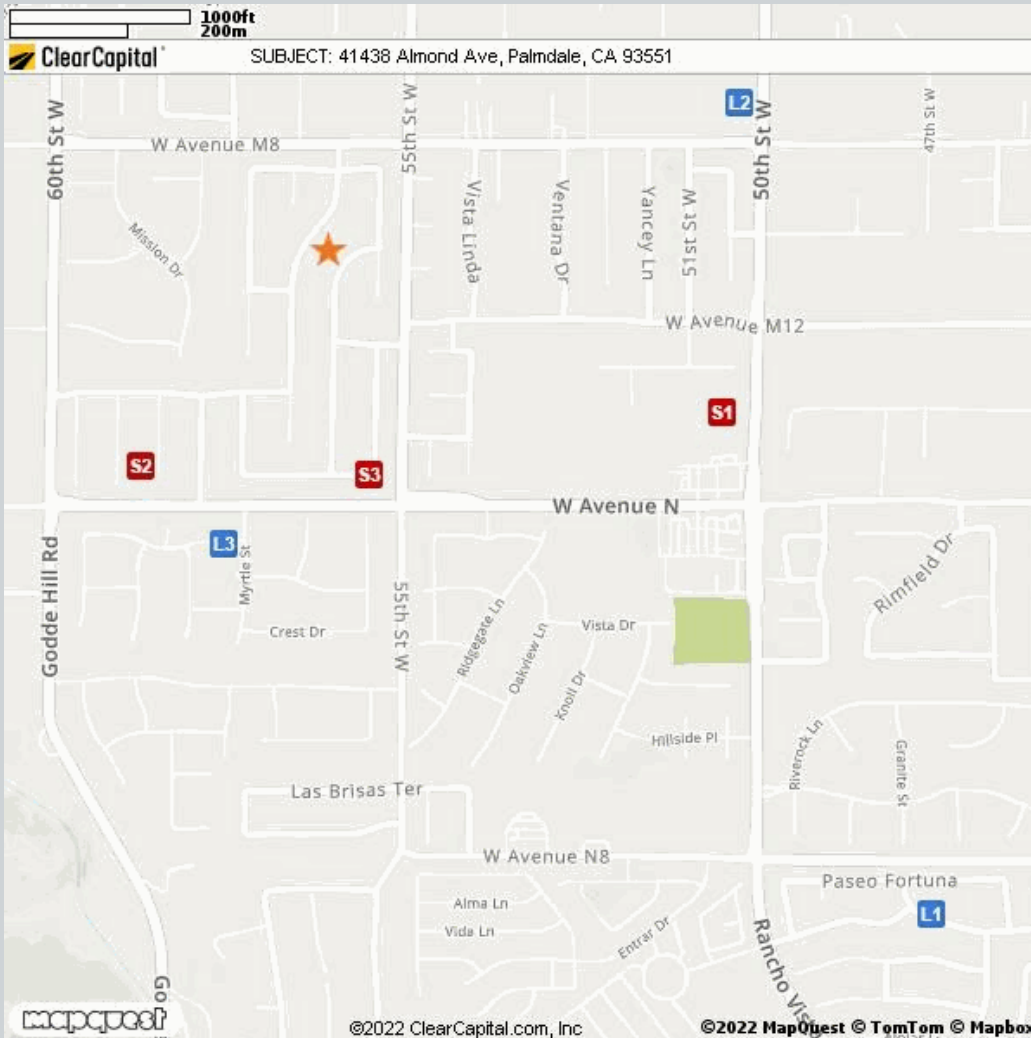 1000ft
200m
ClearCapital
SUBJECT: 41438 Almond Ave, Palmdale, CA 93551
60th St W
55th St W
L2
50th St W
47th St W
W Avenue M8
Mission Dr
Vista Linda
Ventana Dr
Yancey Ln
51st St W
W Avenue M12
S1
S2
S3
W Avenue N
L3
Myrtle St
Godde Hill Rd
55th St W
Ridgegate Ln
Oakview Ln
Vista Dr
Knoll Dr
Rimfield Dr
Crest Dr
Hillside Pl
Riverock Ln
Granite St
Las Brisas Ter
W Avenue N8
Paseo Fortuna
Alma Ln
Vida Ln
Entrar Dr
L1
Rancho Vista
Go
mapquest
©2022 ClearCapital.com, Inc
©2022 MapQuest © TomTom © Mapbox